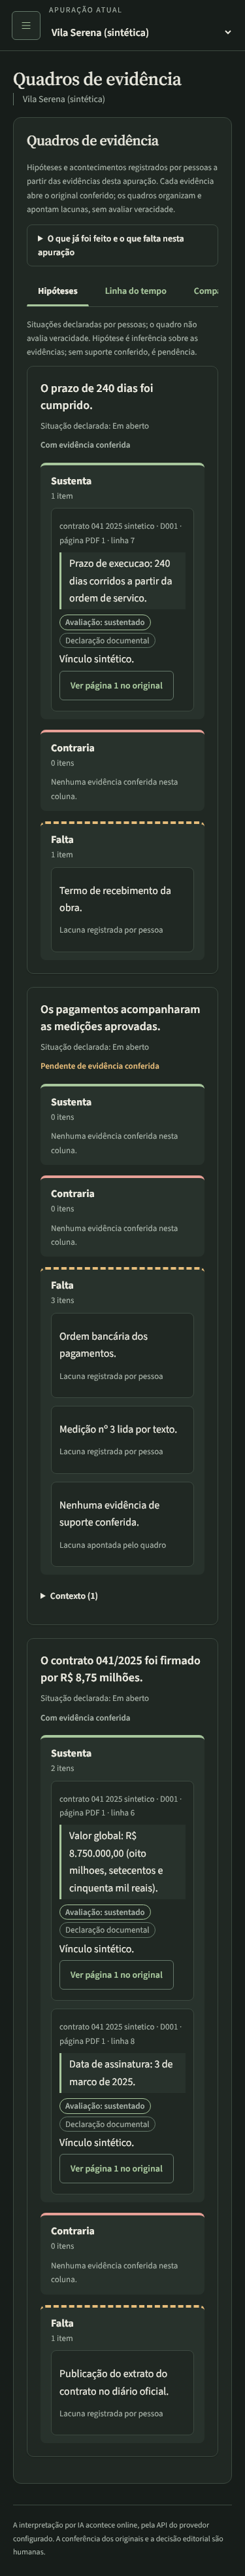 APURAÇÃO ATUAL
Vila Serena (sintética)
Quadros de evidência
Vila Serena (sintética)
Quadros de evidência
Hipóteses e acontecimentos registrados por pessoas a
partir das evidências desta apuração. Cada evidência
abre o original conferido; os quadros organizam e
apontam lacunas, sem avaliar veracidade.
O que já foi feito e o que falta nesta
apuração
Hipóteses Linha do tempo Compa
Situações declaradas por pessoas; o quadro não
avalia veracidade. Hipótese é inferência sobre as
evidências; sem suporte conferido, é pendência.
O prazo de 240 dias foi
cumprido.
Situação declarada: Em aberto
Com evidência conferida
Sustenta
1 item
contrato 041 2025 sintetico · D001 ·
página PDF 1 · linha 7
Prazo de execucao: 240
dias corridos a partir da
ordem de servico.
Avaliação: sustentado
Declaração documental
Vínculo sintético.
Ver página 1 no original
Contraria
0 itens
Nenhuma evidência conferida nesta
coluna.
Falta
1 item
Termo de recebimento da
obra.
Lacuna registrada por pessoa
Os pagamentos acompanharam
as medições aprovadas.
Situação declarada: Em aberto
Pendente de evidência conferida
Sustenta
0 itens
Nenhuma evidência conferida nesta
coluna.
Contraria
0 itens
Nenhuma evidência conferida nesta
coluna.
Falta
3 itens
Ordem bancária dos
pagamentos.
Lacuna registrada por pessoa
Medição nº 3 lida por texto.
Lacuna registrada por pessoa
Nenhuma evidência de
suporte conferida.
Lacuna apontada pelo quadro
Contexto (1)
O contrato 041/2025 foi firmado
por R$ 8,75 milhões.
Situação declarada: Em aberto
Com evidência conferida
Sustenta
2 itens
contrato 041 2025 sintetico · D001 ·
página PDF 1 · linha 6
Valor global: R$
8.750.000,00 (oito
milhoes, setecentos e
cinquenta mil reais).
Avaliação: sustentado
Declaração documental
Vínculo sintético.
Ver página 1 no original
contrato 041 2025 sintetico · D001 ·
página PDF 1 · linha 8
Data de assinatura: 3 de
marco de 2025.
Avaliação: sustentado
Declaração documental
Vínculo sintético.
Ver página 1 no original
Contraria
0 itens
Nenhuma evidência conferida nesta
coluna.
Falta
1 item
Publicação do extrato do
contrato no diário oficial.
Lacuna registrada por pessoa
A interpretação por IA acontece online, pela API do provedor
configurado. A conferência dos originais e a decisão editorial são
humanas.